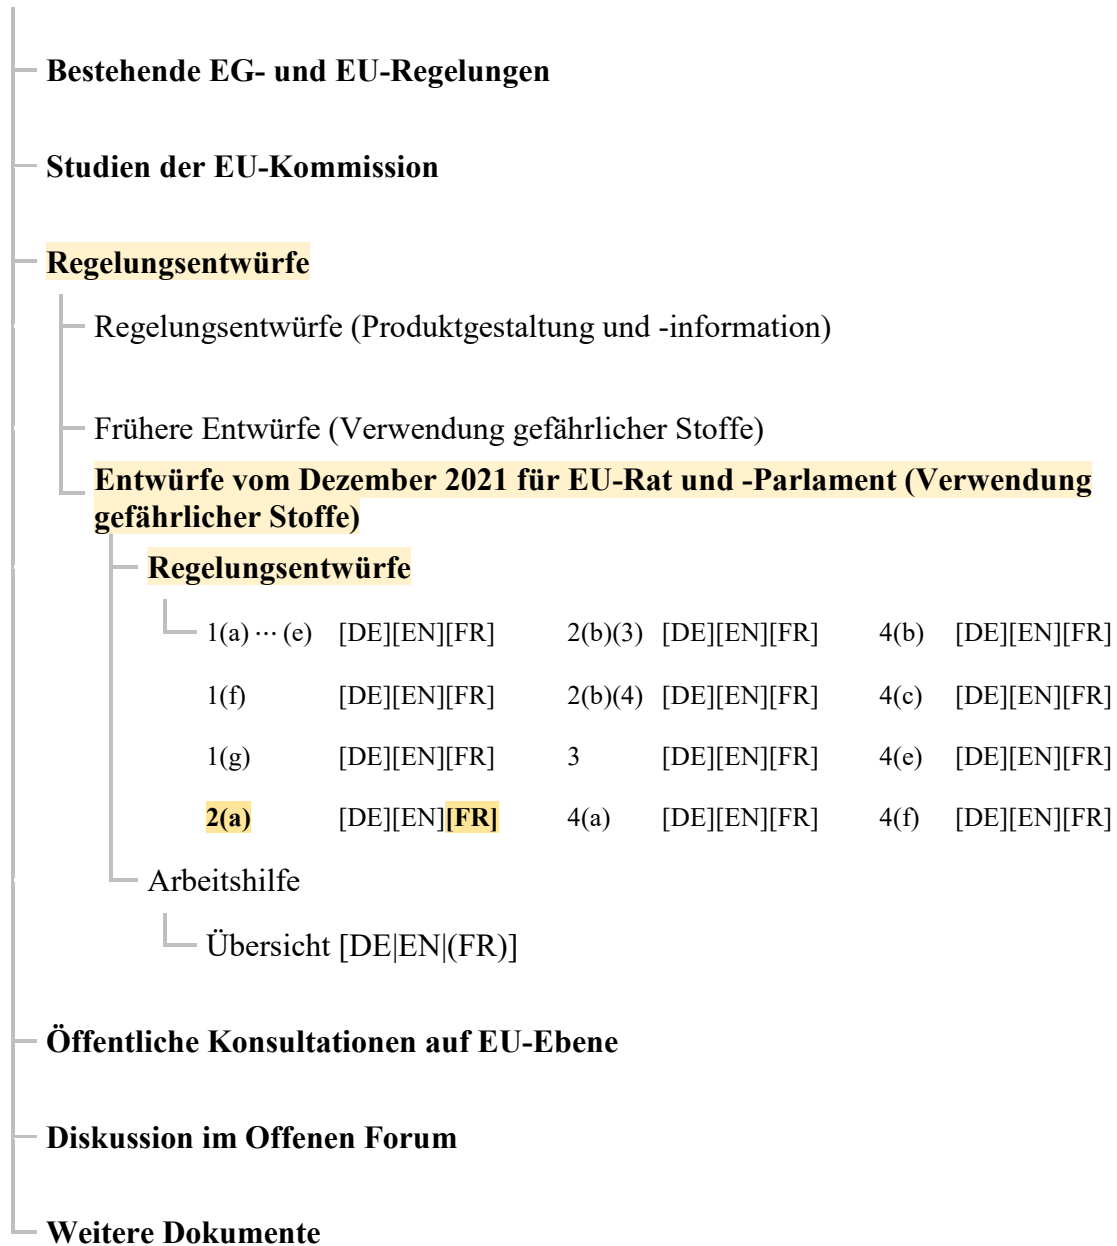 Bestehende EG- und EU-Regelungen
Studien der EU-Kommission
Regelungsentwürfe
Regelungsentwürfe (Produktgestaltung und -information)
Frühere Entwürfe (Verwendung gefährlicher Stoffe)
Entwürfe vom Dezember 2021 für EU-Rat und -Parlament (Verwendung
gefährlicher Stoffe)
Regelungsentwürfe
1(a) ⋯ (e) [DE][EN][FR] 2(b)(3) [DE][EN][FR] 4(b) [DE][EN][FR]
1(f) [DE][EN][FR] 2(b)(4) [DE][EN][FR] 4(c) [DE][EN][FR]
1(g) [DE][EN][FR] 3 [DE][EN][FR] 4(e) [DE][EN][FR]
2(a) [DE][EN][FR] 4(a) [DE][EN][FR] 4(f) [DE][EN][FR]
Arbeitshilfe
Übersicht [DE|EN|(FR)]
Öffentliche Konsultationen auf EU-Ebene
Diskussion im Offenen Forum
Weitere Dokumente